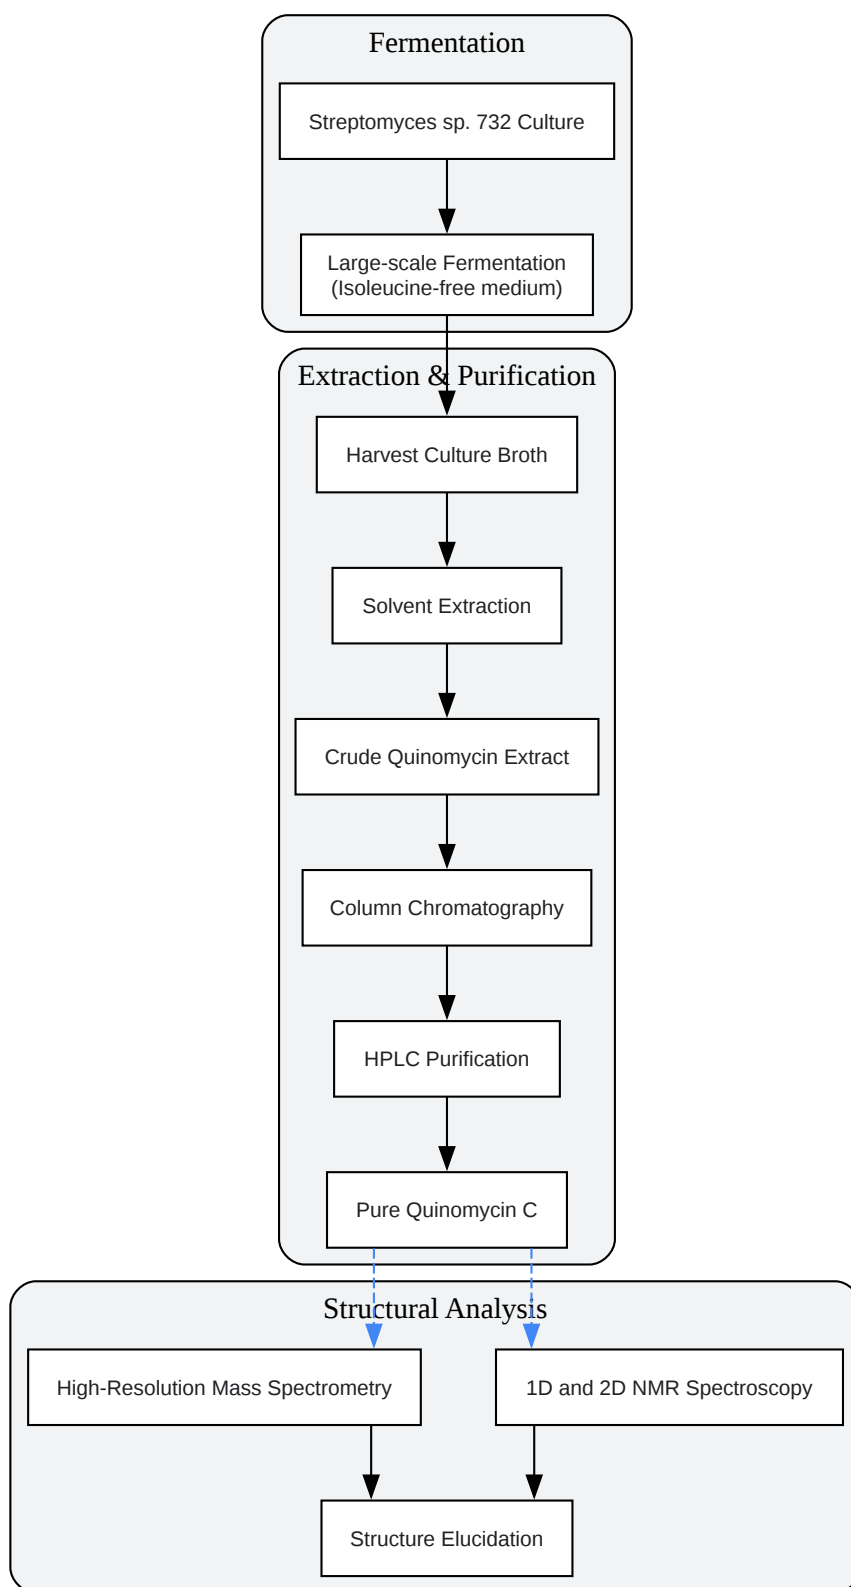 Fermentation
Streptomyces sp. 732 Culture
Large-scale Fermentation
(Isoleucine-free medium)
Extraction & Purification
Harvest Culture Broth
Solvent Extraction
Crude Quinomycin Extract
Column Chromatography
HPLC Purification
Pure Quinomycin C
Structural Analysis
High-Resolution Mass Spectrometry
1D and 2D NMR Spectroscopy
Structure Elucidation